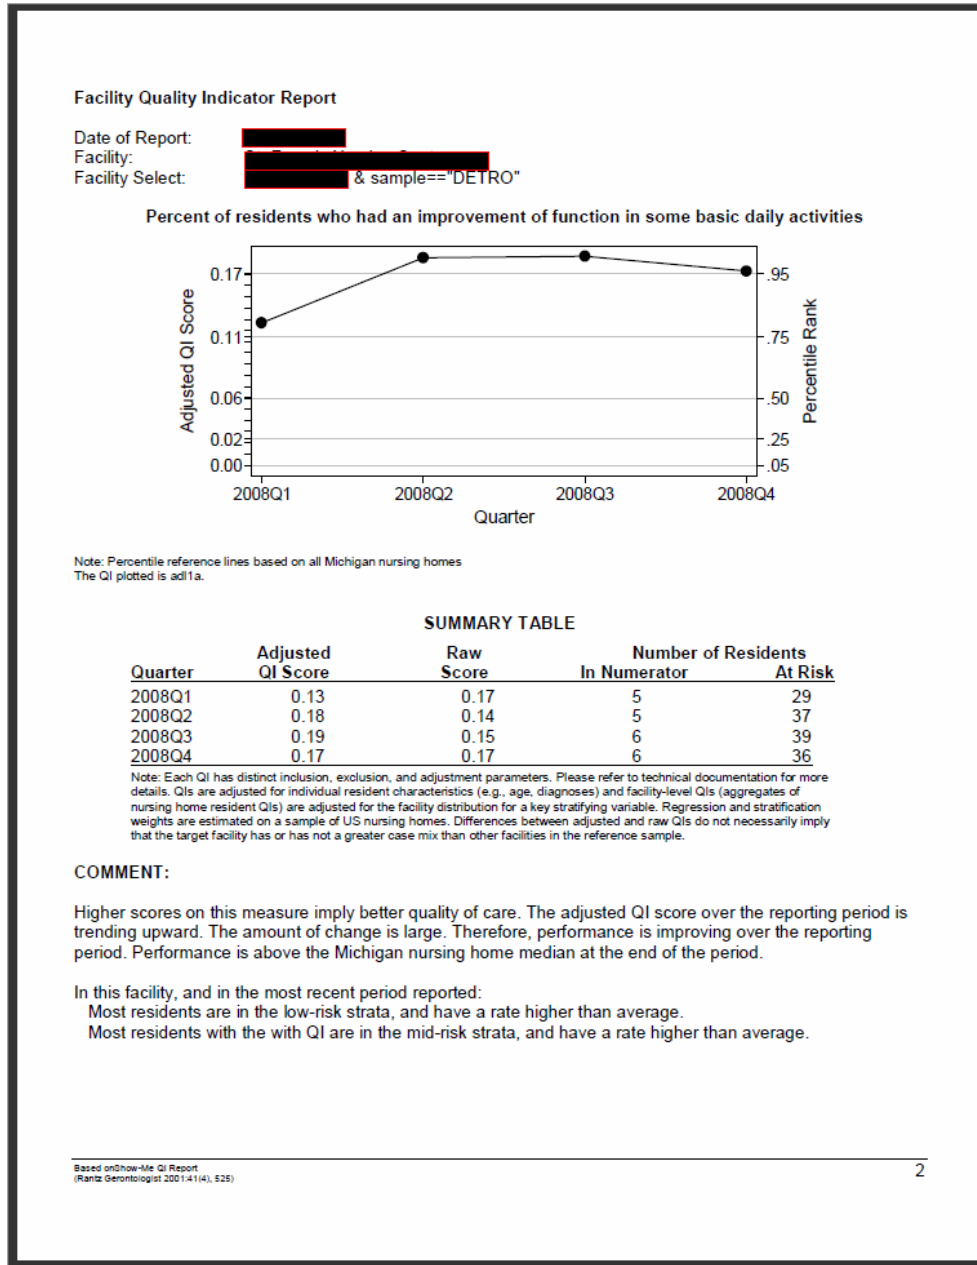 Facility Quality Indicator Report
Date of Report:
Facility:
Facility Select: & sample=="DETRO"
Percent of residents who had an improvement of function in some basic daily activities
Adjusted QI Score
0.17
0.11
0.06
0.02
0.00
.95
.75
.50
.25
.05
Percentile Rank
2008Q1 2008Q2 2008Q3 2008Q4
Quarter
Note: Percentile reference lines based on all Michigan nursing homes
The QI plotted is adl1a.
SUMMARY TABLE
Adjusted Raw Number of Residents
Quarter QI Score Score In Numerator At Risk
2008Q1 0.13 0.17 5 29
2008Q2 0.18 0.14 5 37
2008Q3 0.19 0.15 6 39
2008Q4 0.17 0.17 6 36
Note: Each QI has distinct inclusion, exclusion, and adjustment parameters. Please refer to technical documentation for more
details. QIs are adjusted for individual resident characteristics (e.g., age, diagnoses) and facility-level QIs (aggregates of
nursing home resident QIs) are adjusted for the facility distribution for a key stratifying variable. Regression and stratification
weights are estimated on a sample of US nursing homes. Differences between adjusted and raw QIs do not necessarily imply
that the target facility has or has not a greater case mix than other facilities in the reference sample.
COMMENT:
Higher scores on this measure imply better quality of care. The adjusted QI score over the reporting period is
trending upward. The amount of change is large. Therefore, performance is improving over the reporting
period. Performance is above the Michigan nursing home median at the end of the period.
In this facility, and in the most recent period reported:
Most residents are in the low-risk strata, and have a rate higher than average.
Most residents with the with QI are in the mid-risk strata, and have a rate higher than average.
Based onShow-Me QI Report
(Rantz Gerontologist 2001:41(4), 525)
2